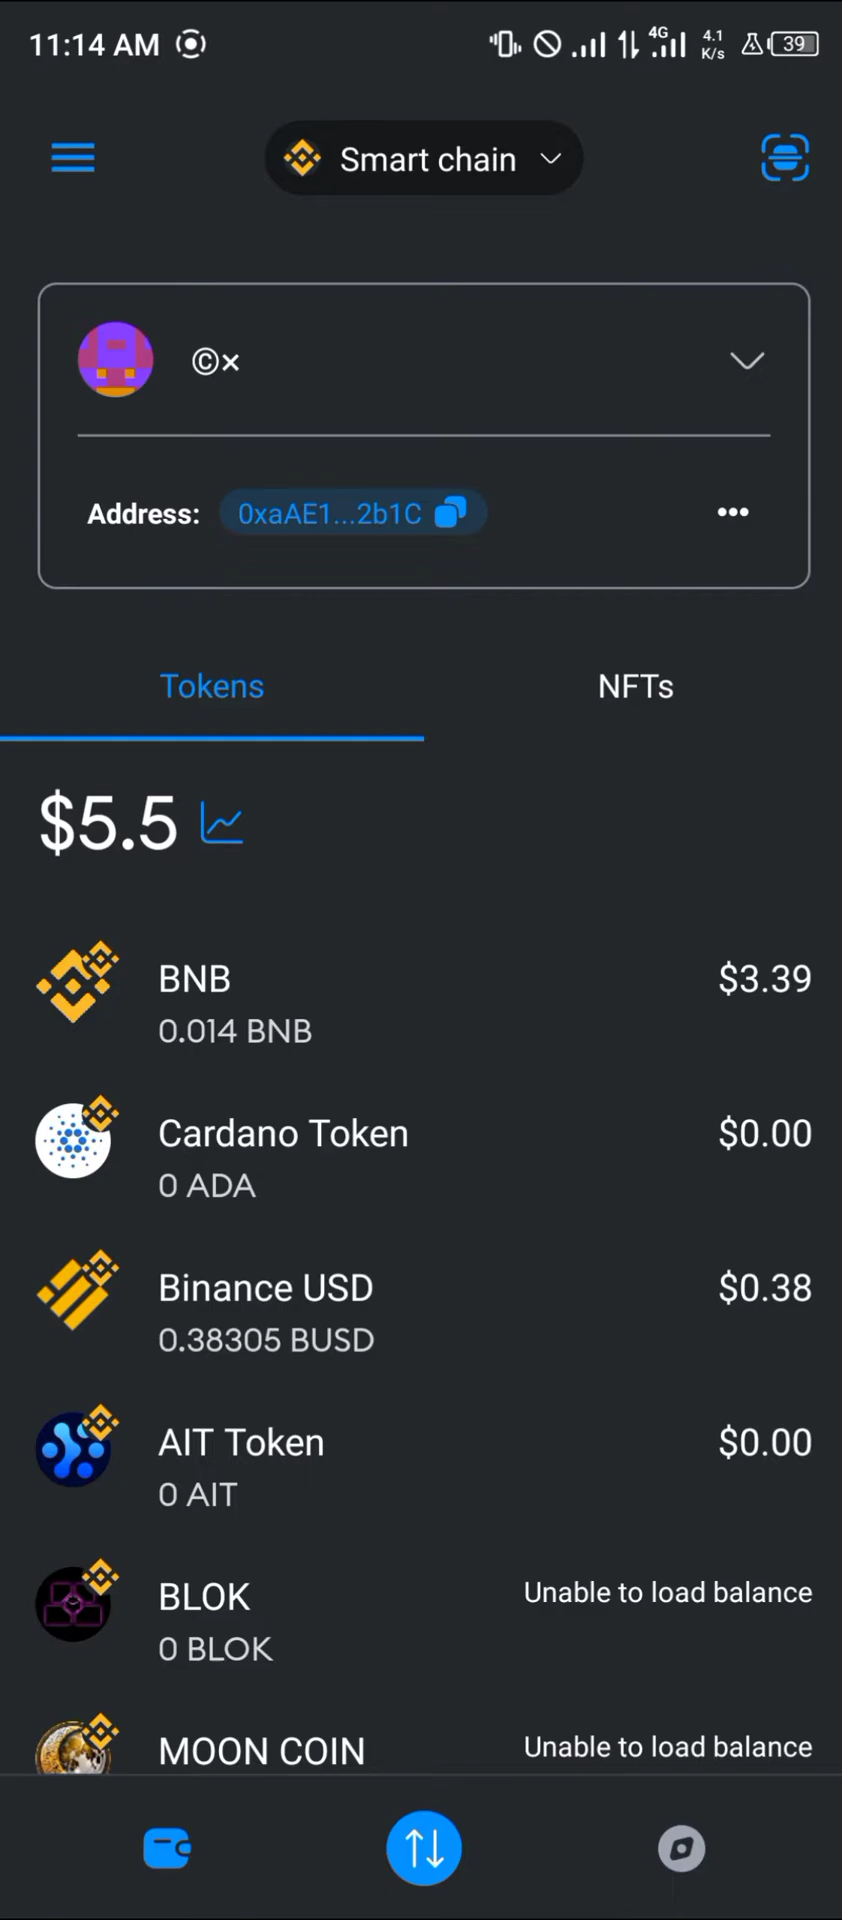 11:14 AM
4G
4.1
K/s
39
Smart chain
©×
Address: 0xaAE1...2b1C
Tokens
NFTs
$5.5
BNB
$3.39
0.014 BNB
Cardano Token
$0.00
0 ADA
Binance USD
$0.38
0.38305 BUSD
AIT Token
$0.00
0 AIT
BLOK
Unable to load balance
0 BLOK
MOON COIN
Unable to load balance